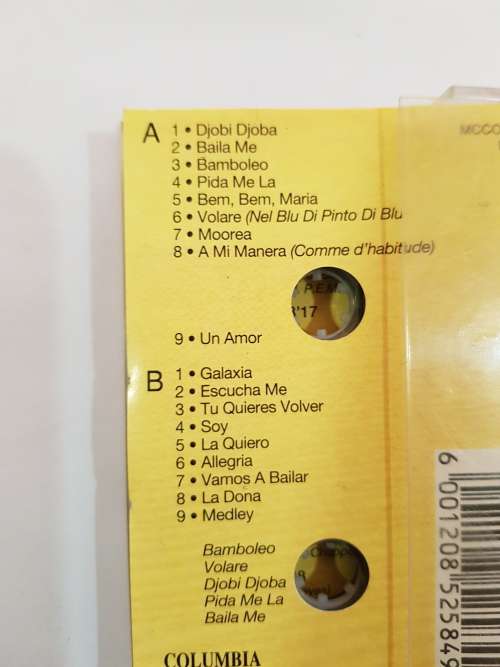 A
1 • Djobi Djoba
2 • Baila Me
3 • Bamboleo
4 • Pida Me La
5 • Bem, Bem, Maria
6 • Volare (Nel Blu Di Pinto Di Blu
7 • Moorea
8 • A Mi Manera (Comme d'habitude)
P.E.M.
3'17
9 • Un Amor
B
1 • Galaxia
2 • Escucha Me
3 • Tu Quieres Volver
4 • Soy
5 • La Quiero
6 • Allegria
7 • Vamos A Bailar
8 • La Dona
9 • Medley
Bamboleo
Volare
Djobi Djoba
Pida Me La
Baila Me
COLUMBIA
MCCO
6 001208 525849